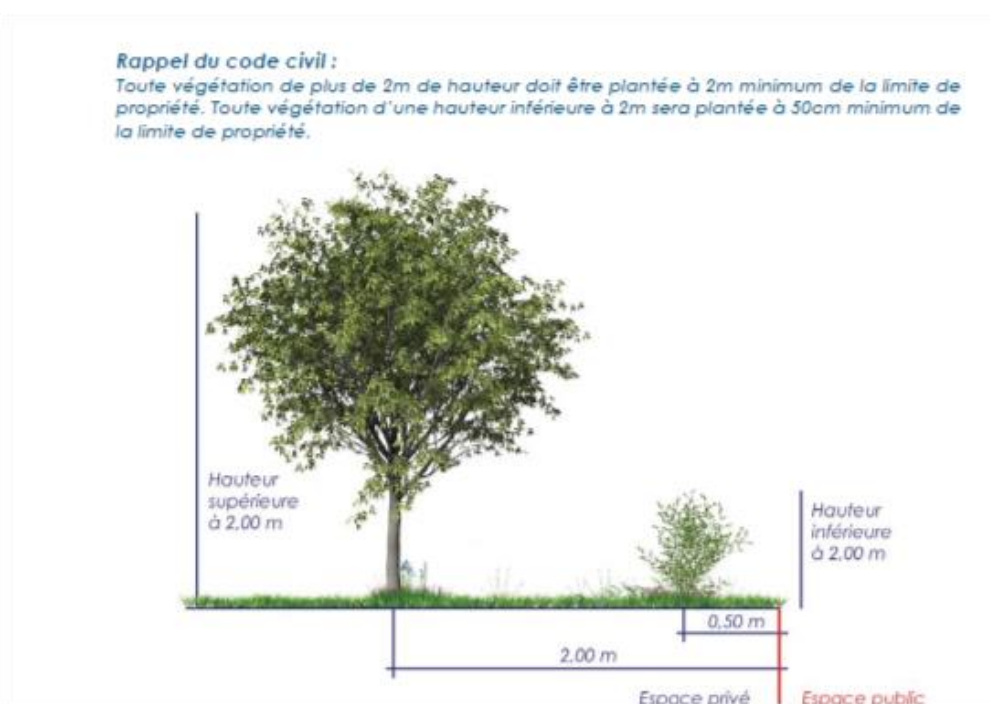 Rappel du code civil :
Toute végétation de plus de 2m de hauteur doit être plantée à 2m minimum de la limite de
propriété. Toute végétation d'une hauteur inférieure à 2m sera plantée à 50cm minimum de
la limite de propriété.
Hauteur
supérieure
à 2,00 m
Hauteur
inférieure
à 2,00 m
0,50 m
2,00 m
Espace privé
Espace public